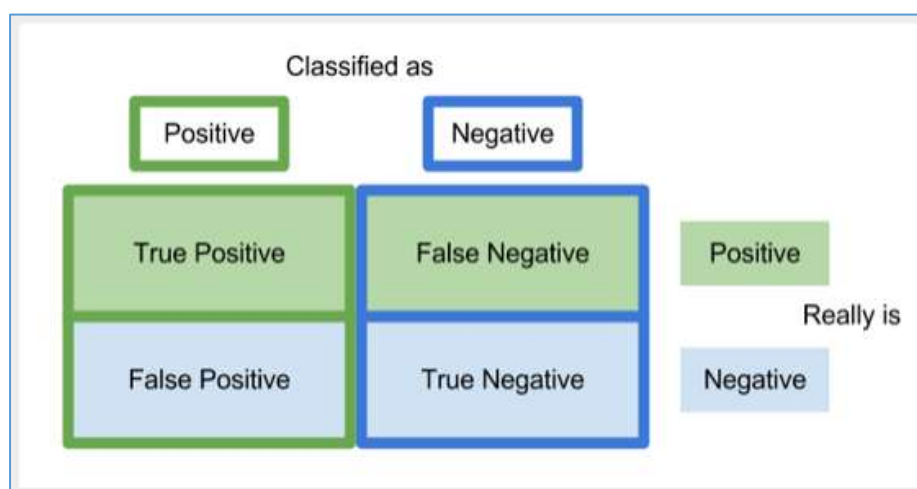 Classified as
Positive
Negative
True Positive
False Negative
Positive
Really is
False Positive
True Negative
Negative